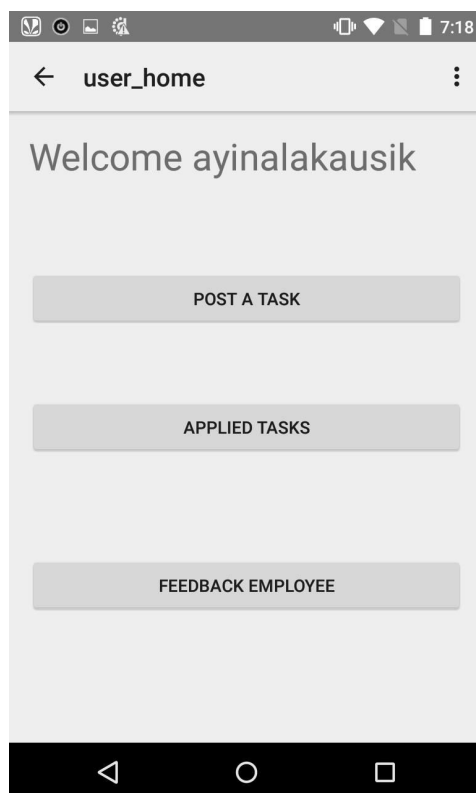 7:18
user_home
Welcome ayinalakausik
POST A TASK
APPLIED TASKS
FEEDBACK EMPLOYEE